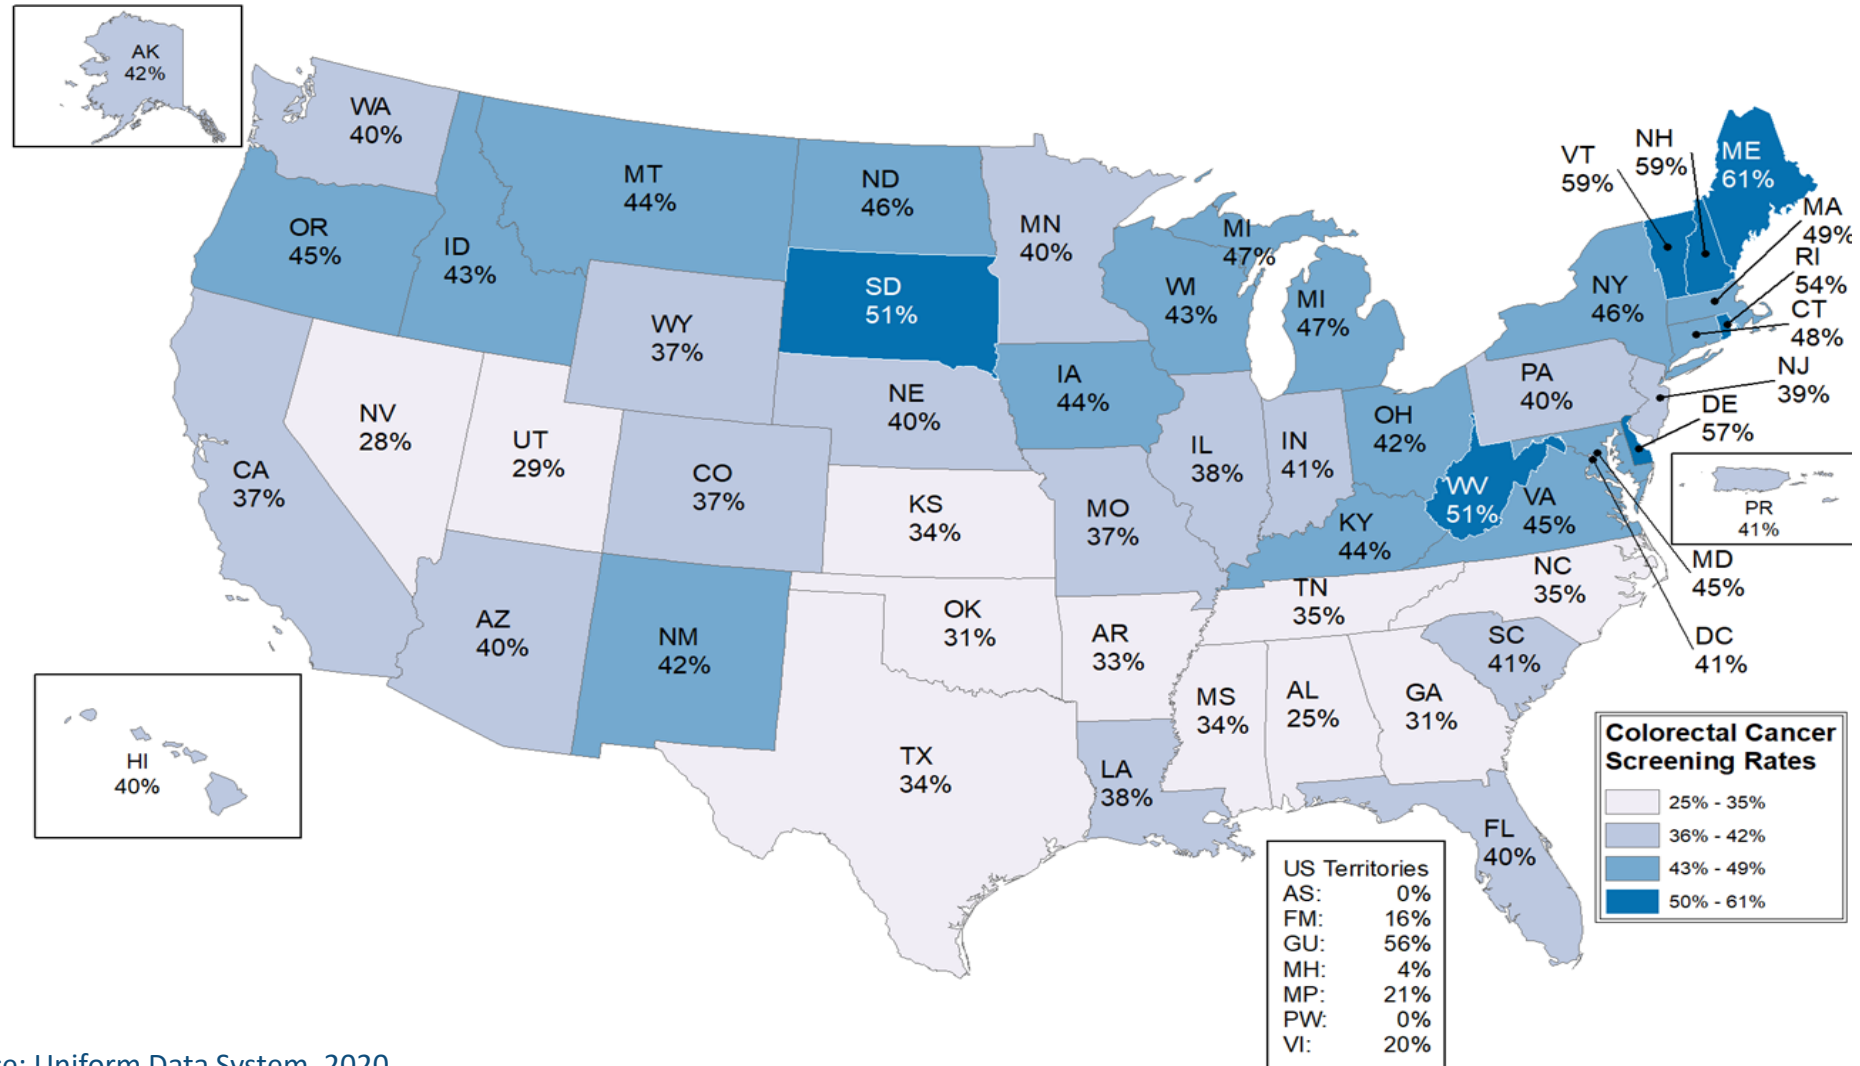 AK
42%
WA
40%
OR
45%
ID
43%
MT
44%
ND
46%
MN
40%
SD
51%
WY
37%
NE
40%
NV
28%
UT
29%
CA
37%
CO
37%
KS
34%
AZ
40%
NM
42%
OK
31%
TX
34%
HI
40%
IA
44%
WI
43%
MI
47%
MI
47%
IL
38%
IN
41%
OH
42%
MO
37%
KY
44%
WV
51%
VA
45%
TN
35%
NC
35%
AR
33%
SC
41%
MS
34%
AL
25%
GA
31%
LA
38%
FL
40%
PA
40%
NY
46%
VT
59%
NH
59%
ME
61%
MA
49%
RI
54%
CT
48%
NJ
39%
DE
57%
PR
41%
MD
45%
DC
41%
Colorectal Cancer
Screening Rates
25% - 35%
36% - 42%
43% - 49%
50% - 61%
US Territories
AS: 0%
FM: 16%
GU: 56%
MH: 4%
MP: 21%
PW: 0%
VI: 20%
Uniform Data System, 2020